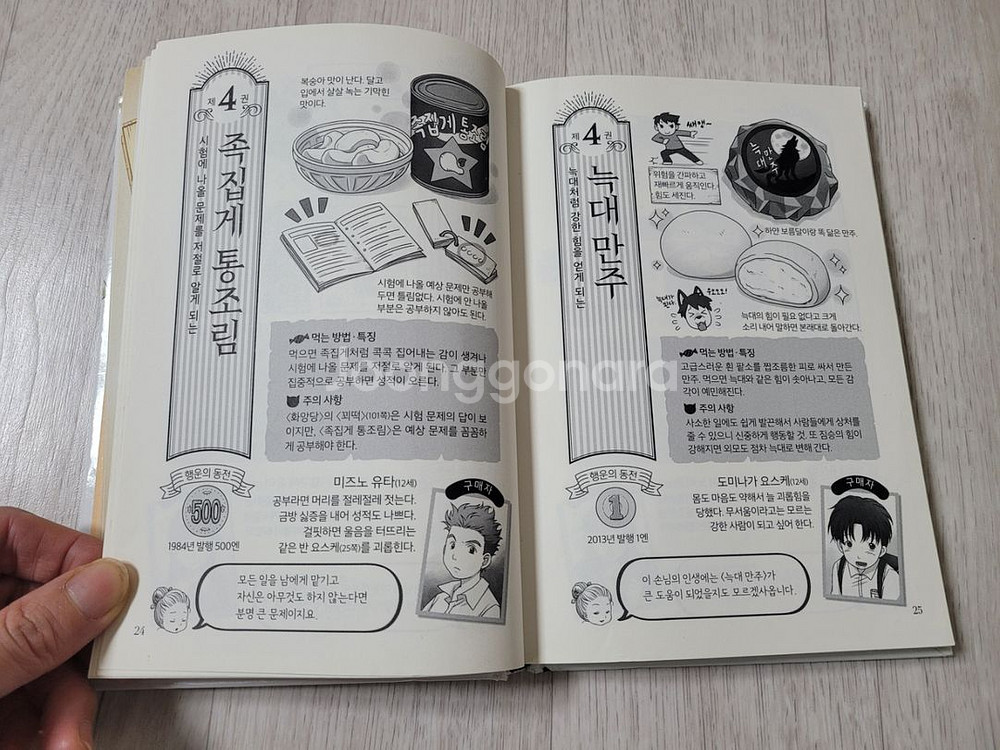 제 4 권
족집게 통조림
시험에 나올 문제를 저절로 알게 되는
복숭아 맛이 난다. 달고
입에서 살살 녹는 기막힌
맛이다.
족집게 통조림
시험에 나올 예상 문제만 공부해
두면 틀림없다. 시험에 안 나올
부분은 공부하지 않아도 된다.
먹는 방법·특징
먹으면 족집게처럼 콕콕 집어내는 감이 생겨나
시험에 나올 문제를 저절로 알게 된다. 그 부분만
집중적으로 공부하면 성적이 오른다.
주의 사항
〈화앙당〉의 〈꾀떡〉(101쪽)은 시험 문제의 답이 보
이지만, 〈족집게 통조림〉은 예상 문제를 꼼꼼하
게 공부해야 한다.
행운의 동전
500
1984년 발행 500엔
미즈노 유타(12세)
공부라면 머리를 절레절레 젓는다.
금방 싫증을 내어 성적도 나쁘다.
걸핏하면 울음을 터뜨리는
같은 반 요스케(25쪽)를 괴롭힌다.
구매자
모든 일을 남에게 맡기고
자신은 아무것도 하지 않는다면
분명 큰 문제이지요.
24
제 4 권
늑대 만주
늑대처럼 강한 힘을 얻게 되는
쌔앵~
위험을 간파하고
재빠르게 움직인다.
힘도 세진다.
늑대 만주
하얀 보름달이랑 똑 닮은 만주.
늑대의 힘이 필요 없다고 크게
소리 내어 말하면 본래대로 돌아간다.
먹는 방법·특징
고급스러운 흰 팥소를 짭조름한 피로 싸서 만든
만주. 먹으면 늑대와 같은 힘이 솟아나고, 모든 감
각이 예민해진다.
주의 사항
사소한 일에도 쉽게 발끈해서 사람들에게 상처를
줄 수 있으니 신중하게 행동할 것. 또 짐승의 힘이
강해지면 외모도 점차 늑대로 변해 간다.
행운의 동전
1
2013년 발행 1엔
도미나가 요스케(12세)
몸도 마음도 약해서 늘 괴롭힘을
당했다. 무서움이라고는 모르는
강한 사람이 되고 싶어 한다.
구매자
이 손님의 인생에는 〈늑대 만주〉가
큰 도움이 되었을지도 모르겠사옵니다.
25
joonggonara